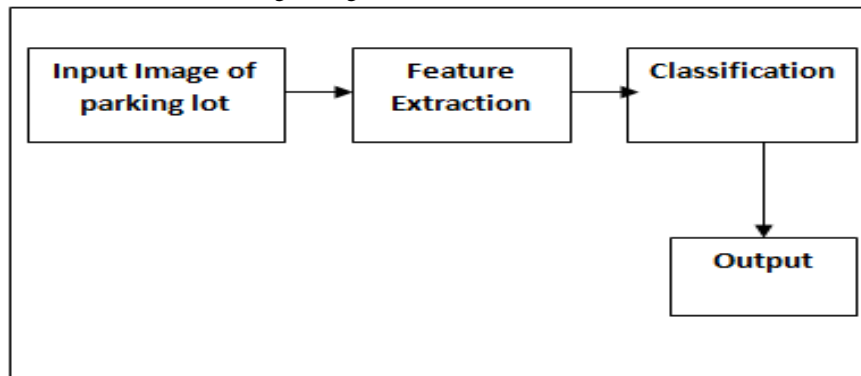 Input Image of
parking lot
Feature
Extraction
Classification
Output